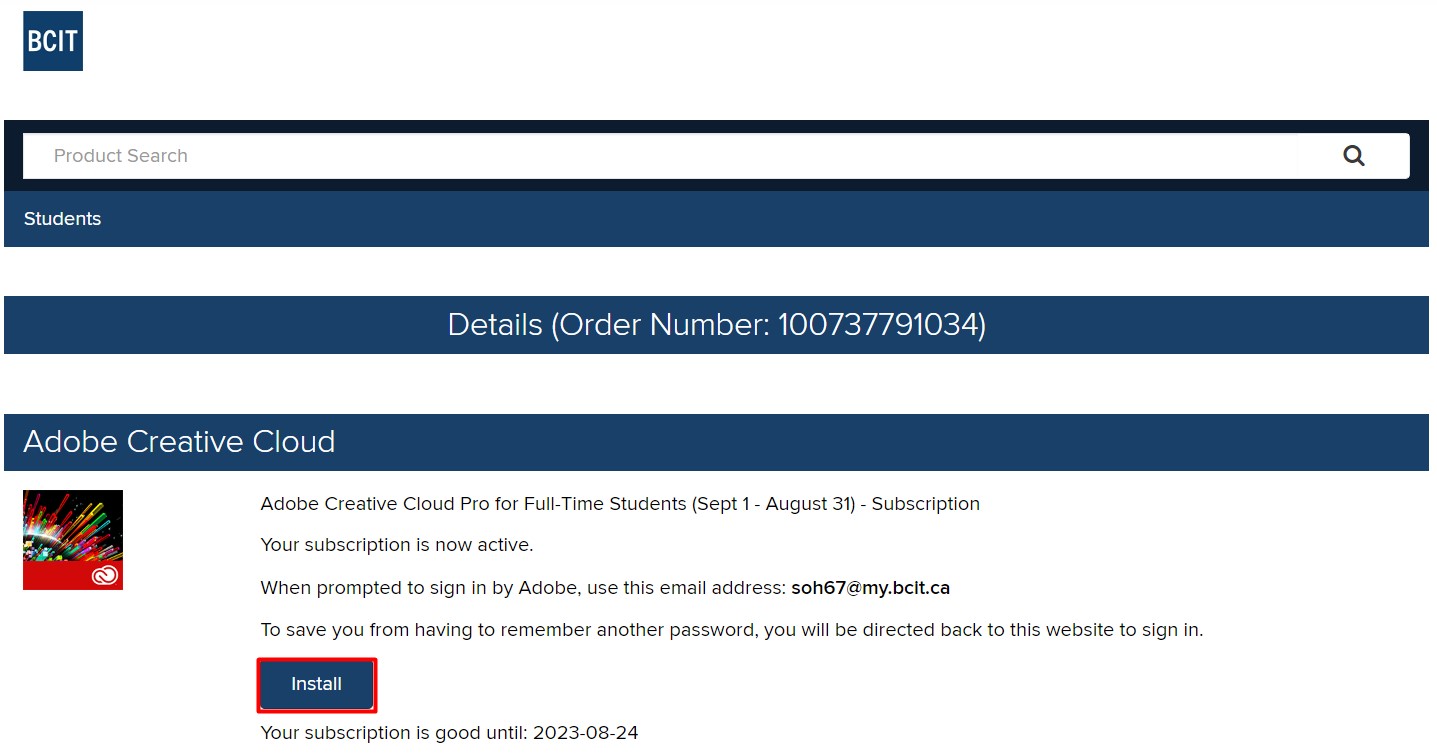 BCIT
Product Search
Students
Details (Order Number: 100737791034)
Adobe Creative Cloud
Adobe Creative Cloud Pro for Full-Time Students (Sept 1 - August 31) - Subscription
Your subscription is now active.
When prompted to sign in by Adobe, use this email address: soh67@my.bcit.ca
To save you from having to remember another password, you will be directed back to this website to sign in.
Install
Your subscription is good until: 2023-08-24